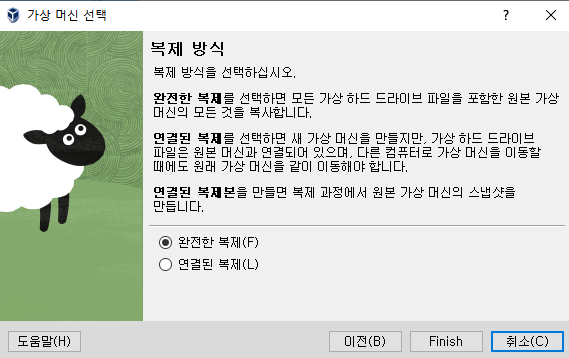 가상 머신 선택
복제 방식
복제 방식을 선택하십시오.
완전한 복제를 선택하면 모든 가상 하드 드라이브 파일을 포함한 원본 가상
머신의 모든 것을 복사합니다.
연결된 복제를 선택하면 새 가상 머신을 만들지만, 가상 하드 드라이브
파일은 원본 머신과 연결되어 있으며, 다른 컴퓨터로 가상 머신을 이동할
때에도 원래 가상 머신을 같이 이동해야 합니다.
연결된 복제본을 만들면 복제 과정에서 원본 가상 머신의 스냅샷을
만듭니다.
완전한 복제(F)
연결된 복제(L)
도움말(H)
이전(B)
Finish
취소(C)